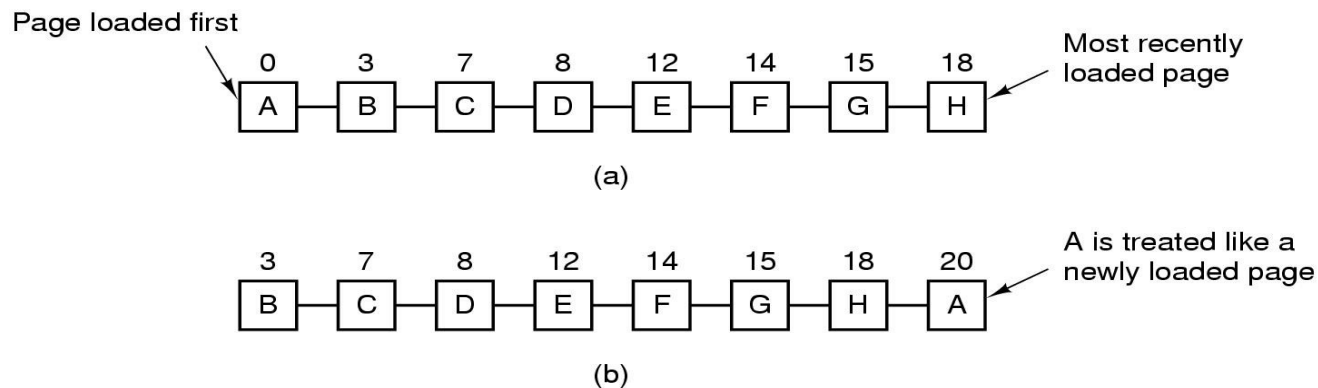 Page loaded first
Most recently
loaded page
0 3 7 8 12 14 15 18
A B C D E F G H
(a)
A is treated like a
newly loaded page
3 7 8 12 14 15 18 20
B C D E F G H A
(b)